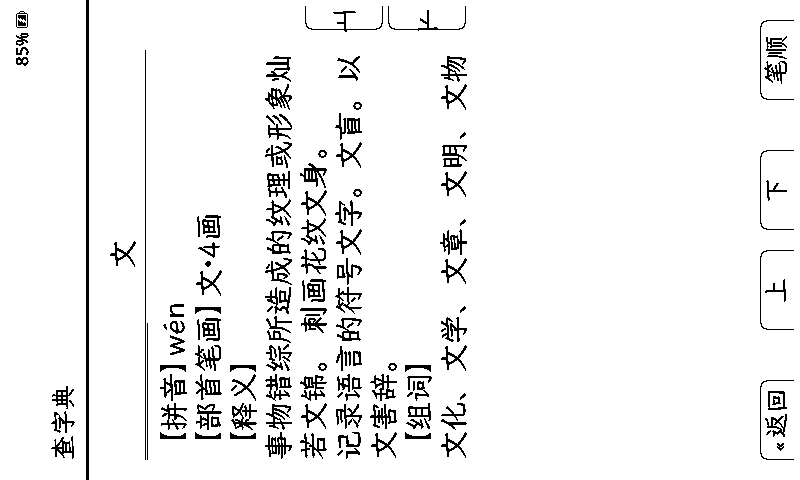 85%
查字典
文
【拼音】wén
【部首笔画】文·4画
【释义】
事物错综所造成的纹理或形象灿
若文锦。 刺画花纹文身。
记录语言的符号文字。文盲。以
文害辞。
【组词】
文化、文学、文章、文明、文物
«返回
上
下
笔顺